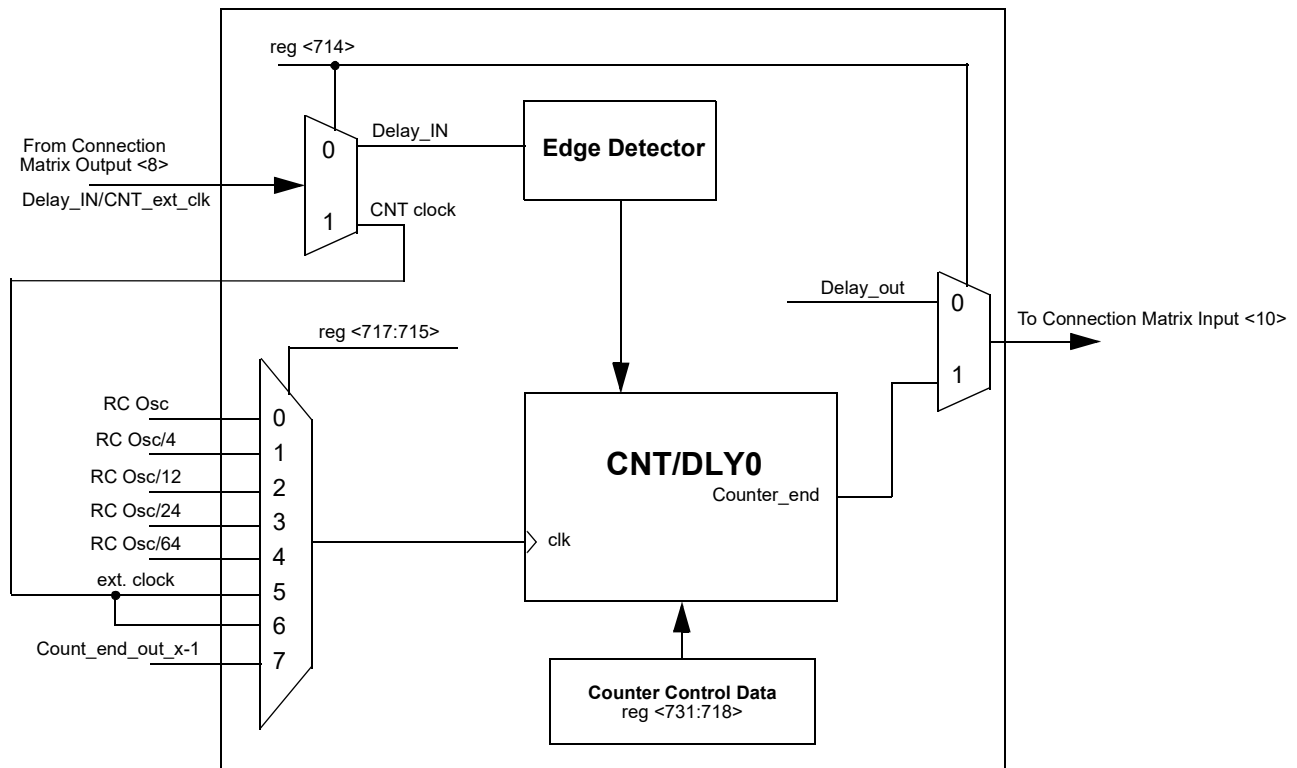 reg <714>
From Connection
Matrix Output <8>
Delay_IN/CNT_ext_clk
0
1
Delay_IN
CNT clock
Edge Detector
Delay_out
0
1
To Connection Matrix Input <10>
reg <717:715>
RC Osc
RC Osc/4
RC Osc/12
RC Osc/24
RC Osc/64
ext. clock
Count_end_out_x-1
0
1
2
3
4
5
6
7
CNT/DLY0
Counter_end
clk
Counter Control Data
reg <731:718>